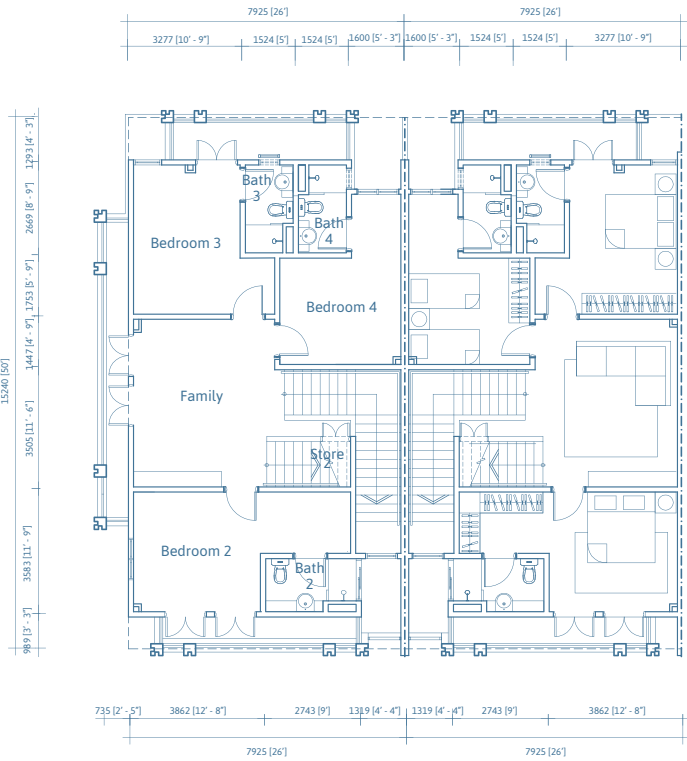 7925 [26']
7925 [26']
3277 [10' - 9"]
1524 [5']
1524 [5']
1600 [5' - 3"]
1600 [5' - 3"]
1524 [5']
1524 [5']
3277 [10' - 9"]
1293 [4' - 3"]
2669 [8' - 9"]
1753 [5' - 9"]
1447 [4' - 9"]
15240 [50']
3505 [11' - 6"]
3583 [11' - 9"]
989 [3' - 3"]
Bath
3
Bath
4
Bedroom 3
Bedroom 4
Family
Store
2
Bedroom 2
Bath
2
735 [2' - 5"]
3862 [12' - 8"]
2743 [9']
1319 [4' - 4"]
1319 [4' - 4"]
2743 [9']
3862 [12' - 8"]
7925 [26']
7925 [26']